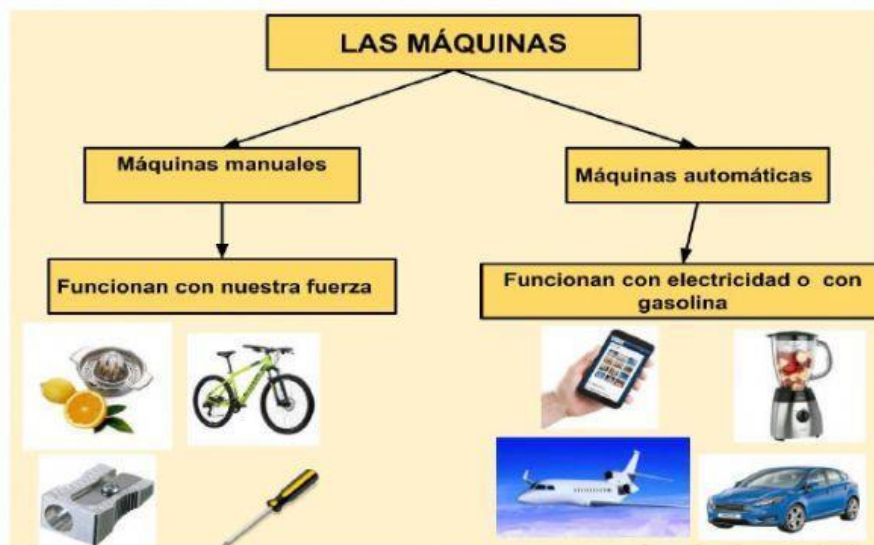 LAS MÁQUINAS
Máquinas manuales
Máquinas automáticas
Funcionan con nuestra fuerza
Funcionan con electricidad o con
gasolina